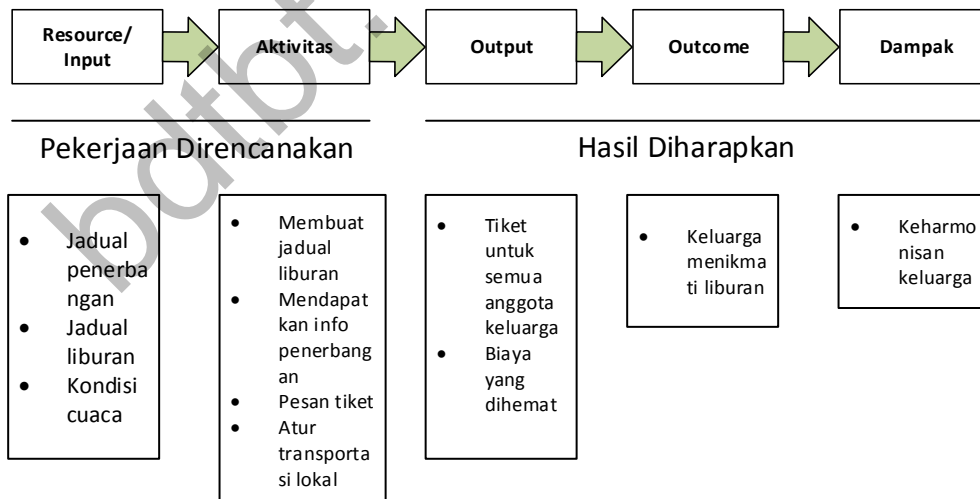 Resource/
Input
Aktivitas
Output
Outcome
Dampak
Pekerjaan Direncanakan
Hasil Diharapkan
• Jadual
penerba
ngan
• Jadual
liburan
• Kondisi
cuaca
• Membuat
jadual
liburan
• Mendapat
kan info
penerbang
an
• Pesan tiket
• Atur
transporta
si lokal
• Tiket
untuk
semua
anggota
keluarga
• Biaya
yang
dihemat
• Keluarga
menikma
ti liburan
• Keharmo
nisan
keluarga
bdtbt.